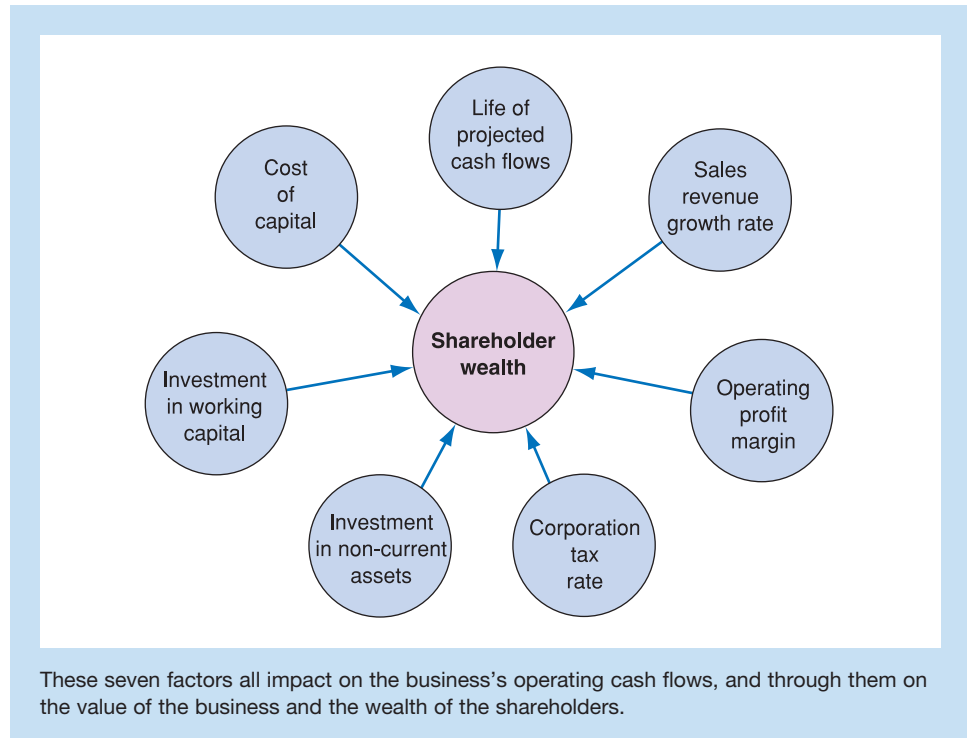 Life of
projected
cash flows
Cost
of
capital
Sales
revenue
growth rate
Shareholder
wealth
Investment
in working
capital
Operating
profit
margin
Investment
in non-current
assets
Corporation
tax
rate
These seven factors all impact on the business’s operating cash flows, and through them on
the value of the business and the wealth of the shareholders.